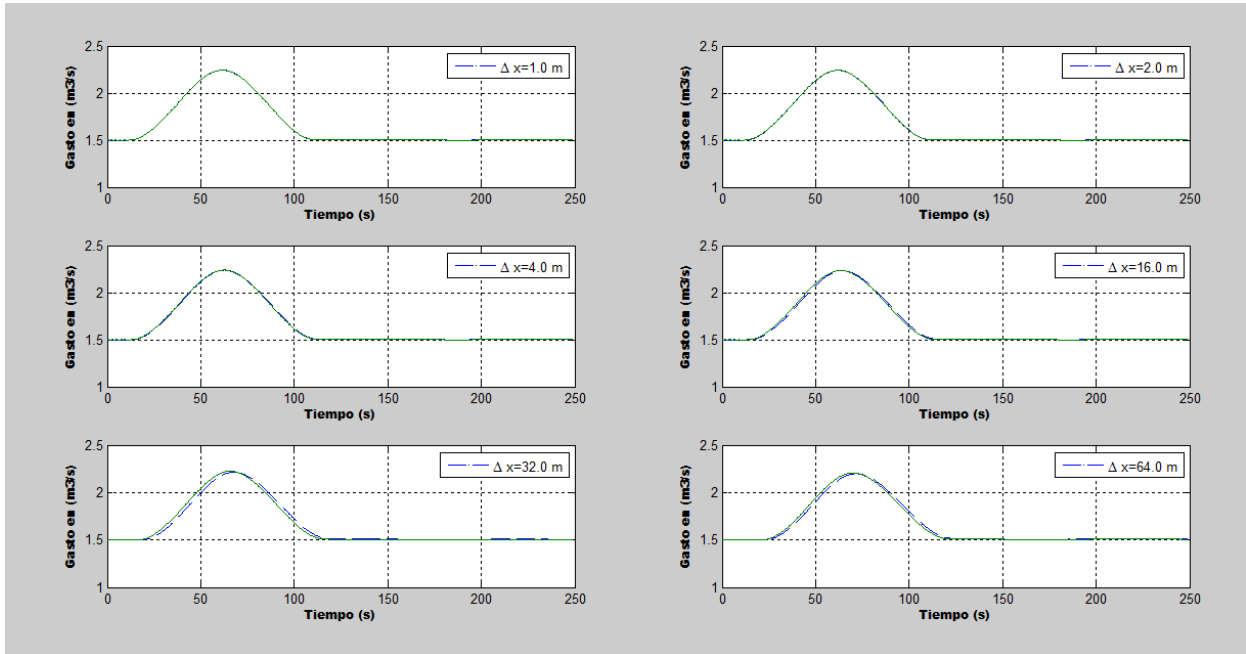 2.5
2
1.5
1
0 50 100 150 200 250
Gasto en (m3/s)
Tiempo (s)
Δ x=1.0 m
2.5
2
1.5
1
0 50 100 150 200 250
Gasto en (m3/s)
Tiempo (s)
Δ x=2.0 m
2.5
2
1.5
1
0 50 100 150 200 250
Gasto en (m3/s)
Tiempo (s)
Δ x=4.0 m
2.5
2
1.5
1
0 50 100 150 200 250
Gasto en (m3/s)
Tiempo (s)
Δ x=16.0 m
2.5
2
1.5
1
0 50 100 150 200 250
Gasto en (m3/s)
Tiempo (s)
Δ x=32.0 m
2.5
2
1.5
1
0 50 100 150 200 250
Gasto en (m3/s)
Tiempo (s)
Δ x=64.0 m